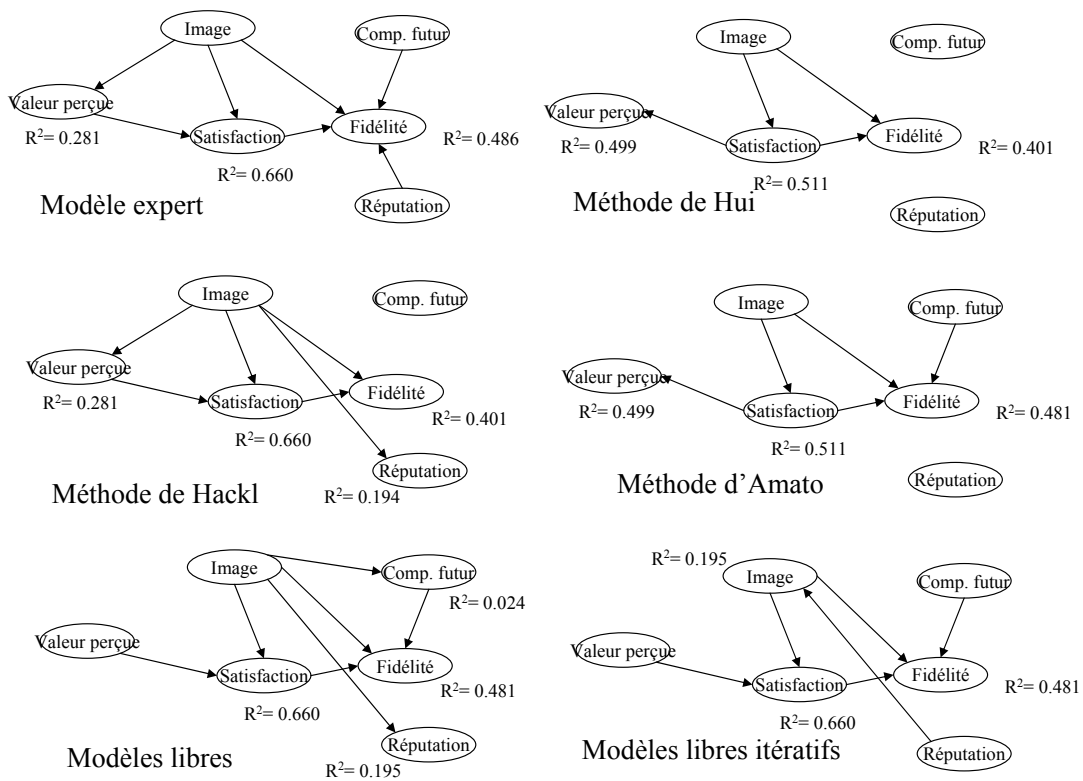 Image
Comp. futur
Valeur perçue
R²= 0.281
Satisfaction
Fidélité
R²= 0.486
R²= 0.660
Réputation
Modèle expert
Image
Comp. futur
Valeur perçue
R²= 0.499
Satisfaction
Fidélité
R²= 0.401
R²= 0.511
Réputation
Méthode de Hui
Image
Comp. futur
Valeur perçue
R²= 0.281
Satisfaction
Fidélité
R²= 0.401
R²= 0.660
Réputation
R²= 0.194
Méthode de Hackl
Image
Comp. futur
Valeur perçue
R²= 0.499
Satisfaction
Fidélité
R²= 0.481
R²= 0.511
Réputation
Méthode d’Amato
Image
Comp. futur
R²= 0.024
Valeur perçue
Satisfaction
Fidélité
R²= 0.481
R²= 0.660
Réputation
R²= 0.195
Modèles libres
R²= 0.195
Image
Comp. futur
Valeur perçue
Satisfaction
Fidélité
R²= 0.481
R²= 0.660
Réputation
Modèles libres itératifs